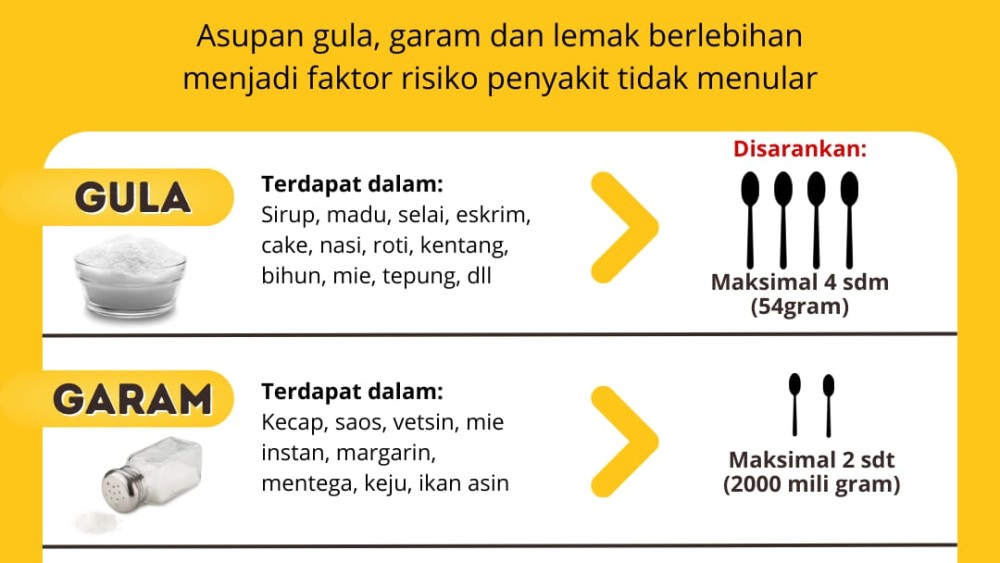 Asupan gula, garam dan lemak berlebihan
menjadi faktor risiko penyakit tidak menular
GULA
Terdapat dalam:
Sirup, madu, selai, eskrim,
cake, nasi, roti, kentang,
bihun, mie, tepung, dll
Disarankan:
Maksimal 4 sdm
(54gram)
GARAM
Terdapat dalam:
Kecap, saos, vetsin, mie
instan, margarin,
mentega, keju, ikan asin
Maksimal 2 sdt
(2000 mili gram)